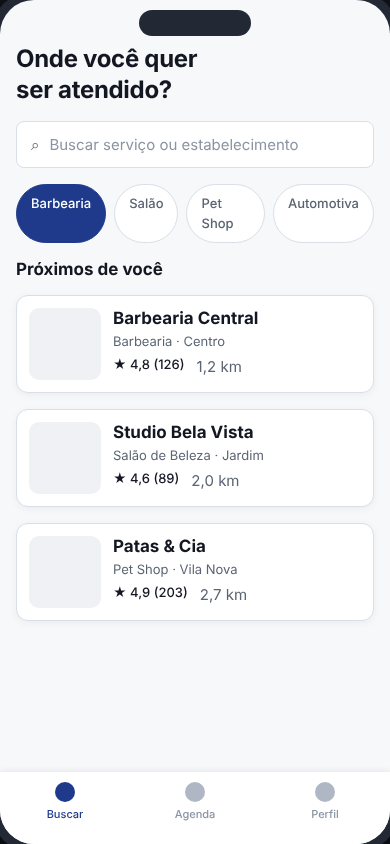 Onde você quer
ser atendido?
⌕ Buscar serviço ou estabelecimento
Barbearia
Salão
Pet
Shop
Automotiva
Próximos de você
Barbearia Central
Barbearia · Centro
★ 4,8 (126) 1,2 km
Studio Bela Vista
Salão de Beleza · Jardim
★ 4,6 (89) 2,0 km
Patas & Cia
Pet Shop · Vila Nova
★ 4,9 (203) 2,7 km
Buscar Agenda Perfil